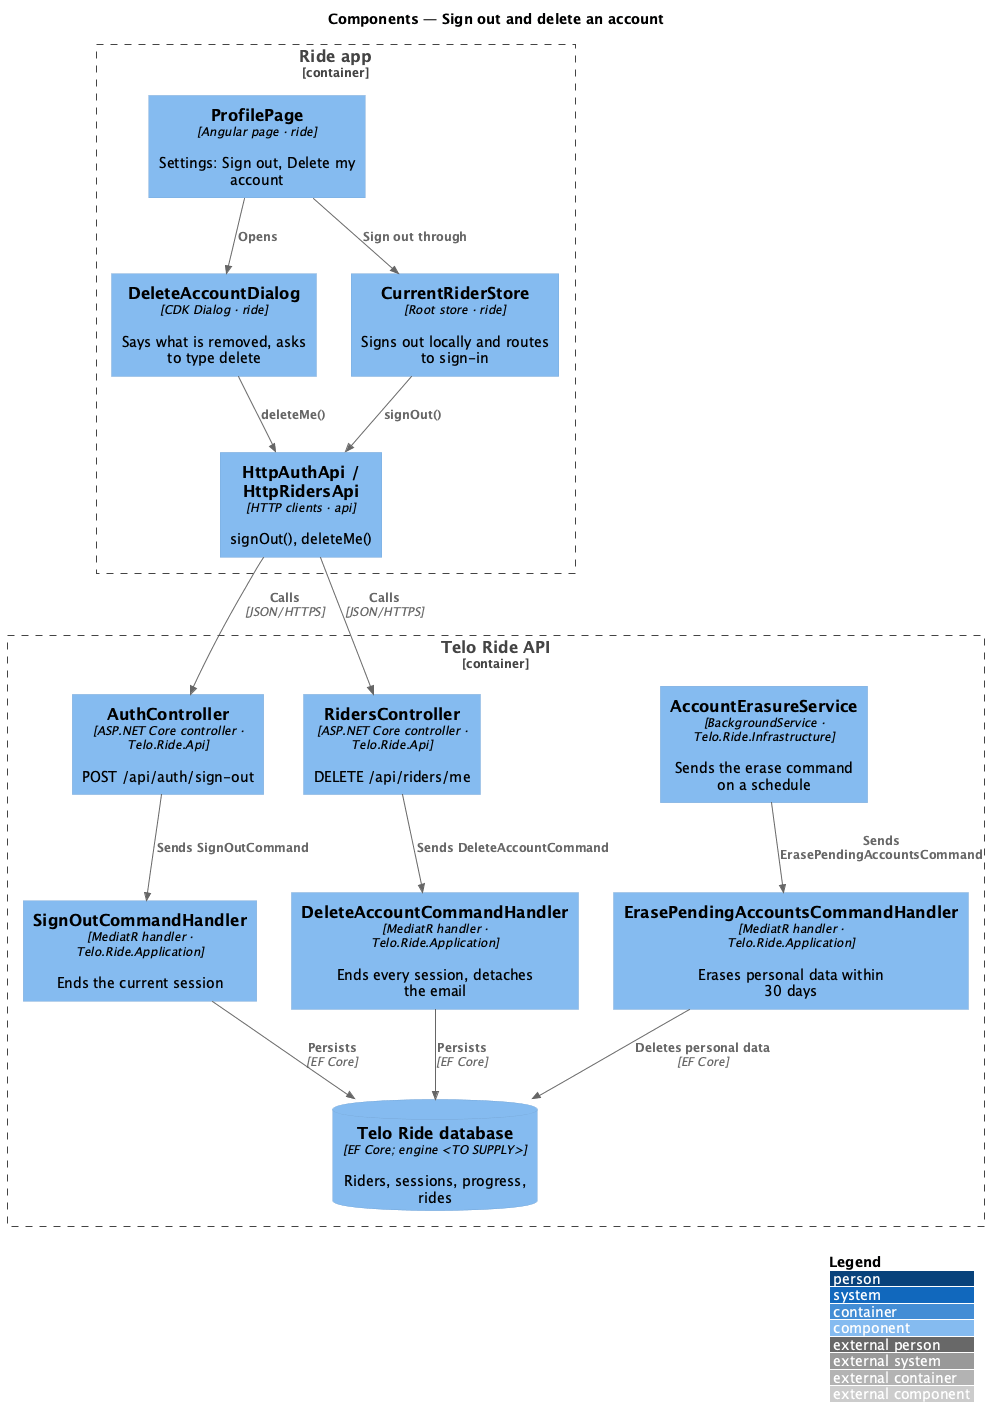 Components — Sign out and delete an account
Ride app
[container]
ProfilePage
[Angular page · ride]
Settings: Sign out, Delete my
account
Opens
Sign out through
DeleteAccountDialog
[CDK Dialog · ride]
Says what is removed, asks
to type delete
CurrentRiderStore
[Root store · ride]
Signs out locally and routes
to sign-in
deleteMe()
signOut()
HttpAuthApi /
HttpRidersApi
[HTTP clients · api]
signOut(), deleteMe()
Calls
[JSON/HTTPS]
Calls
[JSON/HTTPS]
Telo Ride API
[container]
AuthController
[ASP.NET Core controller ·
Telo.Ride.Api]
POST /api/auth/sign-out
RidersController
[ASP.NET Core controller ·
Telo.Ride.Api]
DELETE /api/riders/me
AccountErasureService
[BackgroundService ·
Telo.Ride.Infrastructure]
Sends the erase command
on a schedule
Sends SignOutCommand
Sends DeleteAccountCommand
Sends
ErasePendingAccountsCommand
SignOutCommandHandler
[MediatR handler ·
Telo.Ride.Application]
Ends the current session
DeleteAccountCommandHandler
[MediatR handler ·
Telo.Ride.Application]
Ends every session, detaches
the email
ErasePendingAccountsCommandHandler
[MediatR handler ·
Telo.Ride.Application]
Erases personal data within
30 days
Persists
[EF Core]
Persists
[EF Core]
Deletes personal data
[EF Core]
Telo Ride database
[EF Core; engine <TO SUPPLY>]
Riders, sessions, progress,
rides
Legend
person
system
container
component
external person
external system
external container
external component